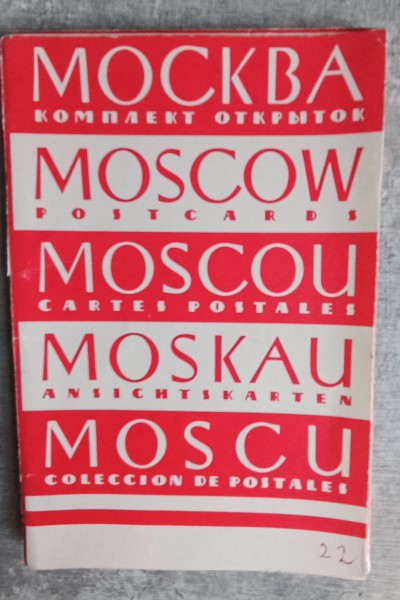 МОСКВА
КОМПЛЕКТ ОТКРЫТОК
MOSCOW
POSTCARDS
MOSCOU
CARTES POSTALES
MOSKAU
ANSICHTSKARTEN
MOSCU
COLECCION DE POSTALES
22